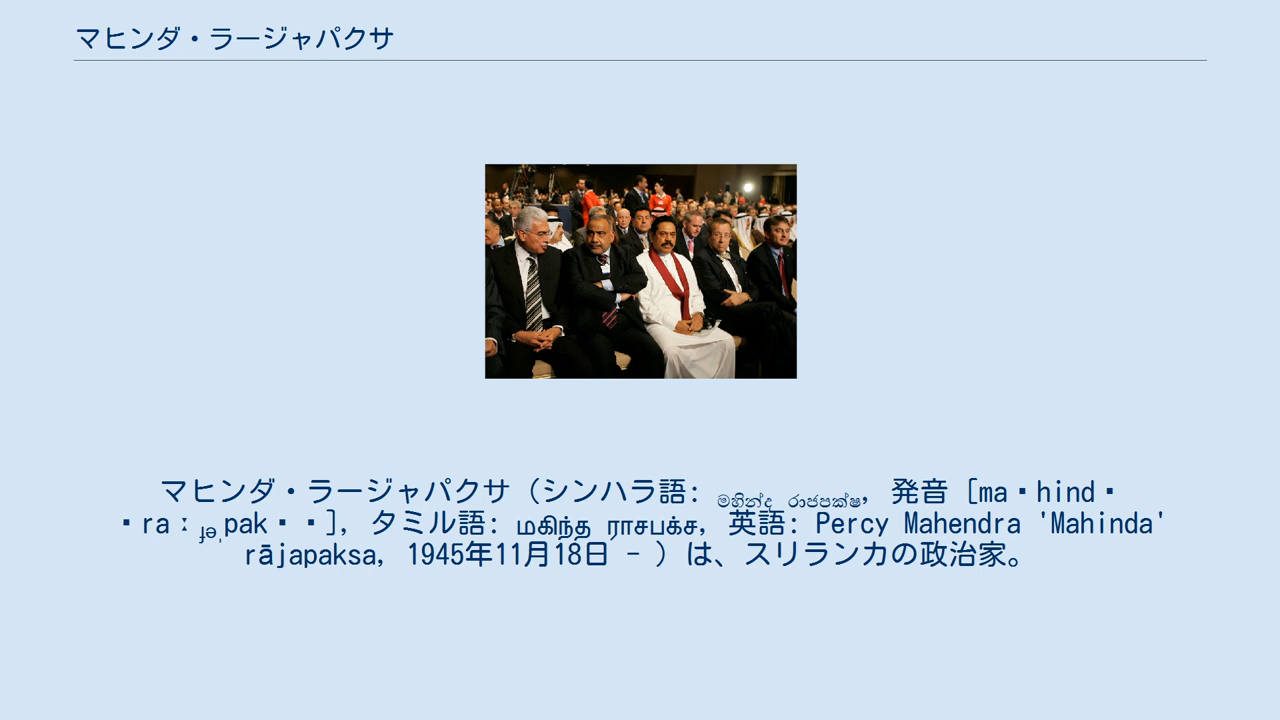 マヒンダ・ラージャパクサ
マヒンダ・ラージャパクサ（シンハラ語: මහින්ද රාජපක්ෂ, 発音 [ma▪hind▪
▪raːɟəˌpak▪▪], タミル語: மகிந்த ராசபக்ச, 英語: Percy Mahendra 'Mahinda'
rājapaksa, 1945年11月18日 - ）は、スリランカの政治家。